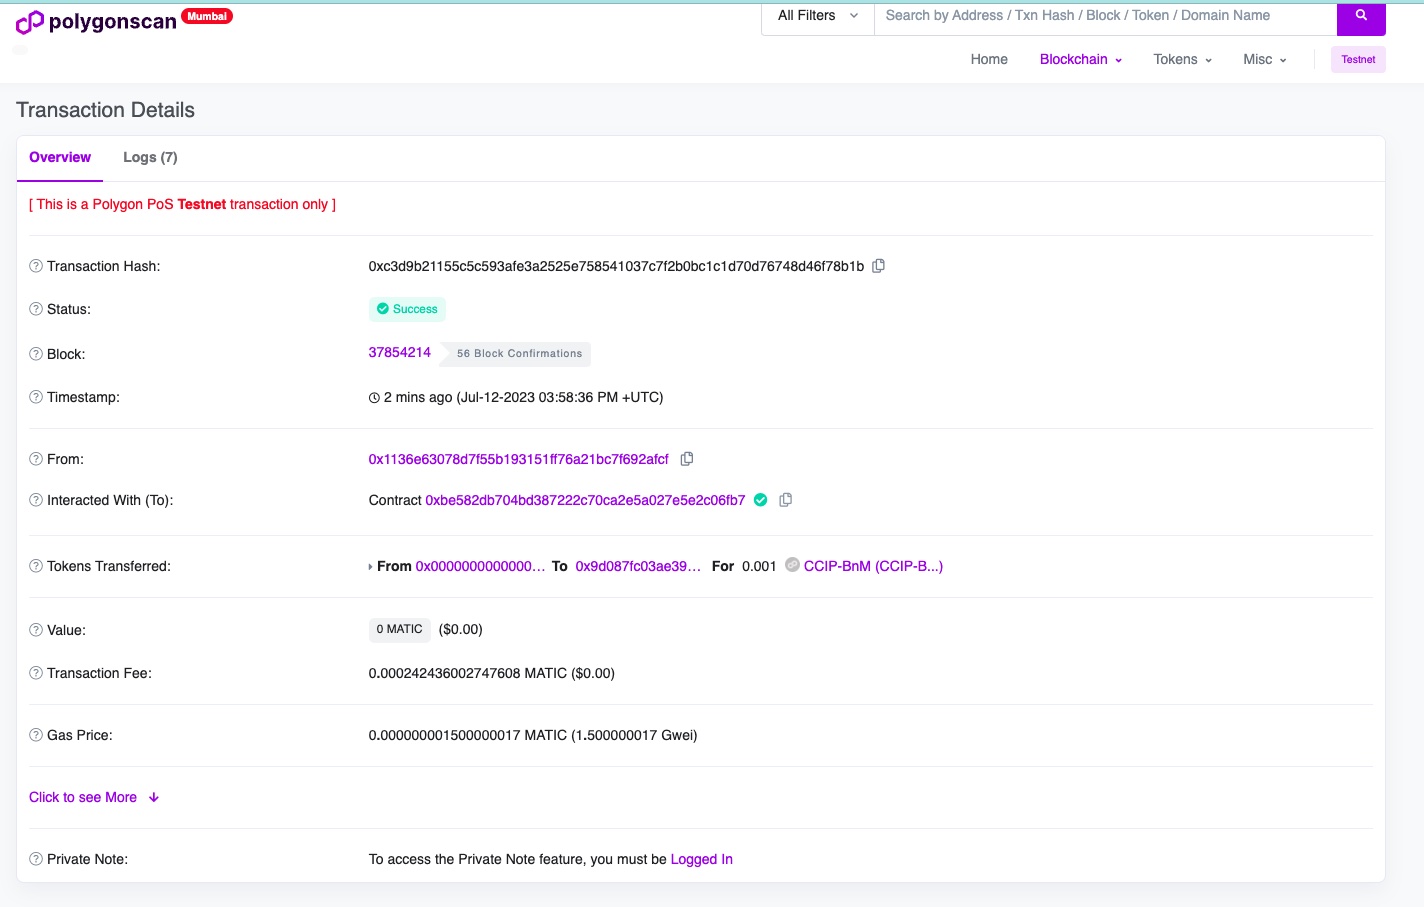 polygonscan Mumbai
All Filters
Search by Address / Txn Hash / Block / Token / Domain Name
Home Blockchain Tokens Misc Testnet
Transaction Details
Overview Logs (7)
[ This is a Polygon PoS Testnet transaction only ]
Transaction Hash: 0xc3d9b21155c5c593afe3a2525e758541037c7f2b0bc1c1d70d76748d46f78b1b
Status: Success
Block: 37854214 56 Block Confirmations
Timestamp: 2 mins ago (Jul-12-2023 03:58:36 PM +UTC)
From: 0x1136e63078d7f55b193151ff76a21bc7f692afcf
Interacted With (To): Contract 0xbe582db704bd387222c70ca2e5a027e5e2c06fb7
Tokens Transferred: From 0x0000000000000... To 0x9d087fc03ae39... For 0.001 CCIP-BnM (CCIP-B...)
Value: 0 MATIC ($0.00)
Transaction Fee: 0.000242436002747608 MATIC ($0.00)
Gas Price: 0.000000001500000017 MATIC (1.500000017 Gwei)
Click to see More
Private Note: To access the Private Note feature, you must be Logged In